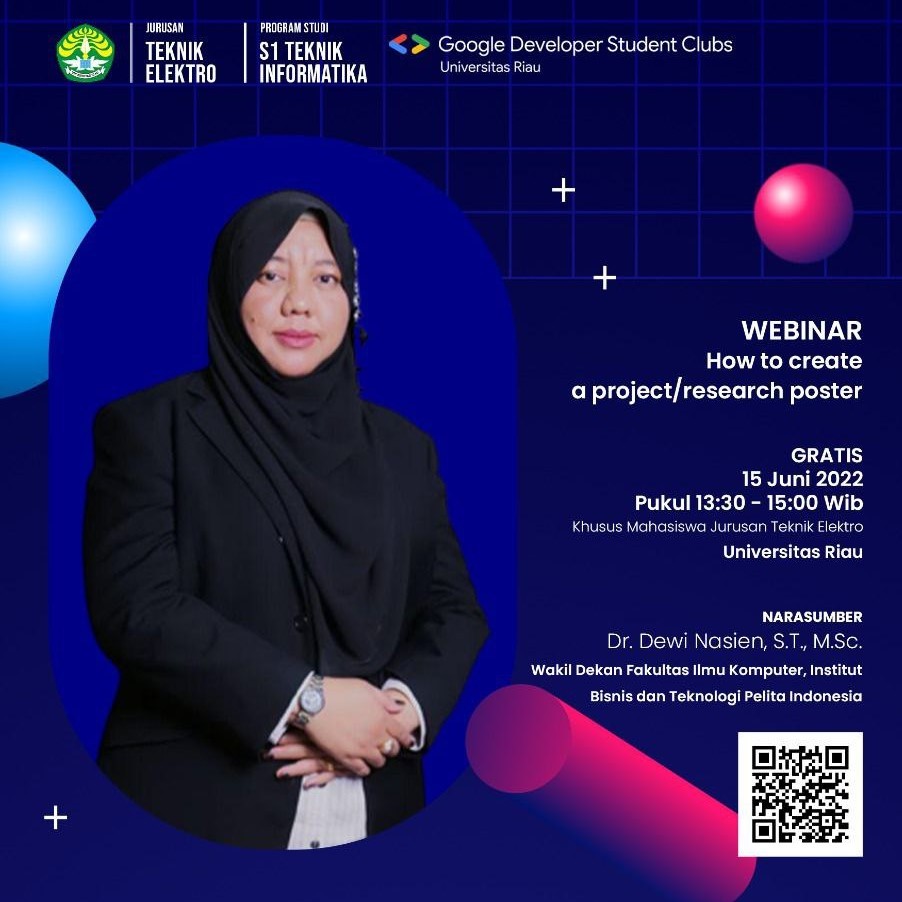 JURUSAN
TEKNIK
ELEKTRO
PROGRAM STUDI
S1 TEKNIK
INFORMATIKA
Google Developer Student Clubs
Universitas Riau
WEBINAR
How to create
a project/research poster
GRATIS
15 Juni 2022
Pukul 13:30 - 15:00 Wib
Khusus Mahasiswa Jurusan Teknik Elektro
Universitas Riau
NARASUMBER
Dr. Dewi Nasien, S.T., M.Sc.
Wakil Dekan Fakultas Ilmu Komputer, Institut
Bisnis dan Teknologi Pelita Indonesia